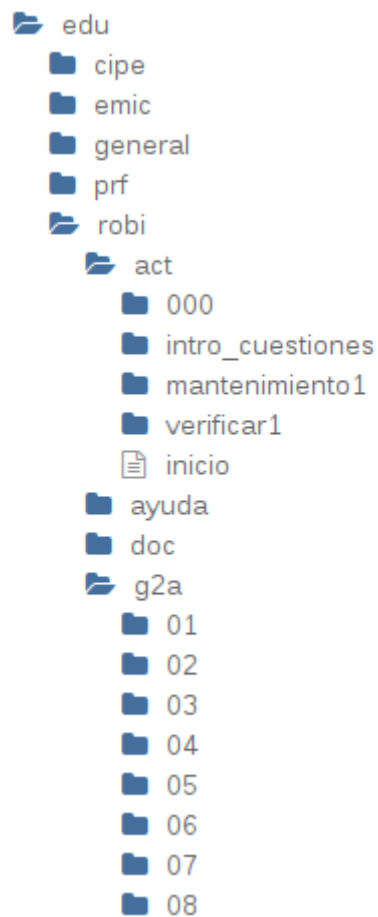 edu
cipe
emic
general
prf
robi
act
000
intro_cuestiones
mantenimiento1
verificar1
inicio
ayuda
doc
g2a
01
02
03
04
05
06
07
08